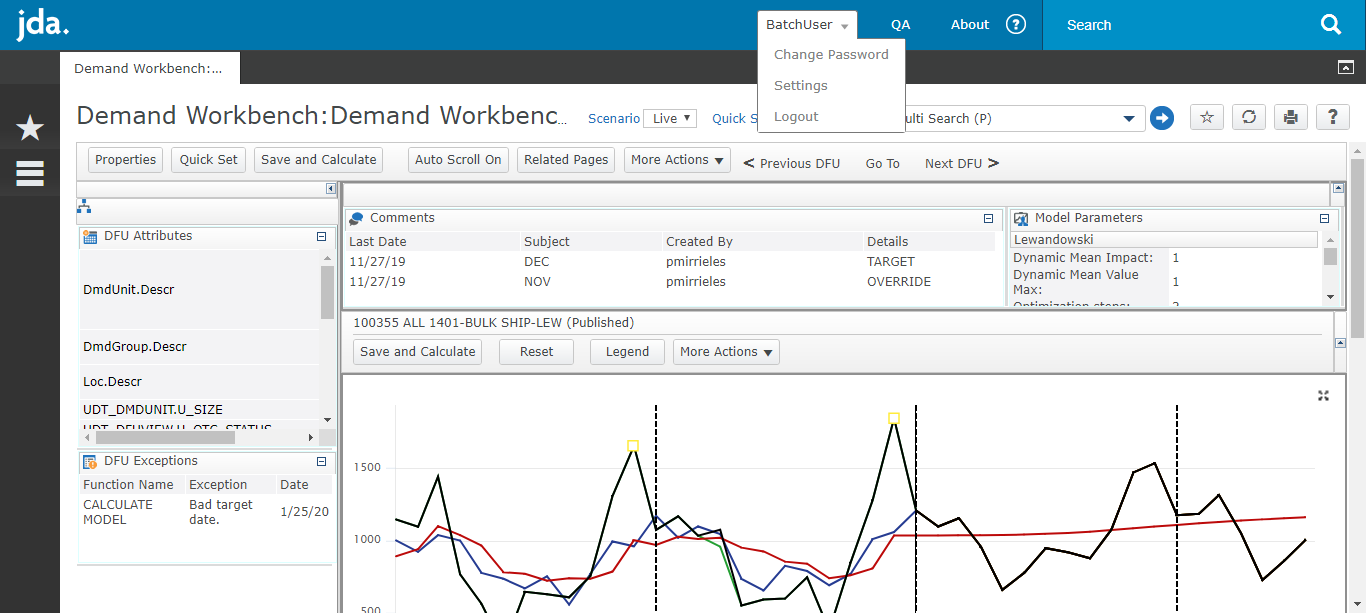 jda.
BatchUser
QA
About
?
Search
Change Password
Settings
Logout
Demand Workbench:...
Demand Workbench:Demand Workbenc...
Scenario
Live
Quick S
ulti Search (P)
?
Properties
Quick Set
Save and Calculate
Auto Scroll On
Related Pages
More Actions
< Previous DFU
Go To
Next DFU >
DFU Attributes
DmdUnit.Descr
DmdGroup.Descr
Loc.Descr
UDT_DMDUNIT.U_SIZE
UDT_DFUVIEW.U_OTC_STATUS
DFU Exceptions
Function Name Exception Date
CALCULATE MODEL Bad target date. 1/25/20
Comments
Last Date Subject Created By Details
11/27/19 DEC pmirrieles TARGET
11/27/19 NOV pmirrieles OVERRIDE
Model Parameters
Lewandowski
Dynamic Mean Impact: 1
Dynamic Mean Value
Max: 1
Optimization steps: 2
100355 ALL 1401-BULK SHIP-LEW (Published)
Save and Calculate
Reset
Legend
More Actions
1500
1000
500